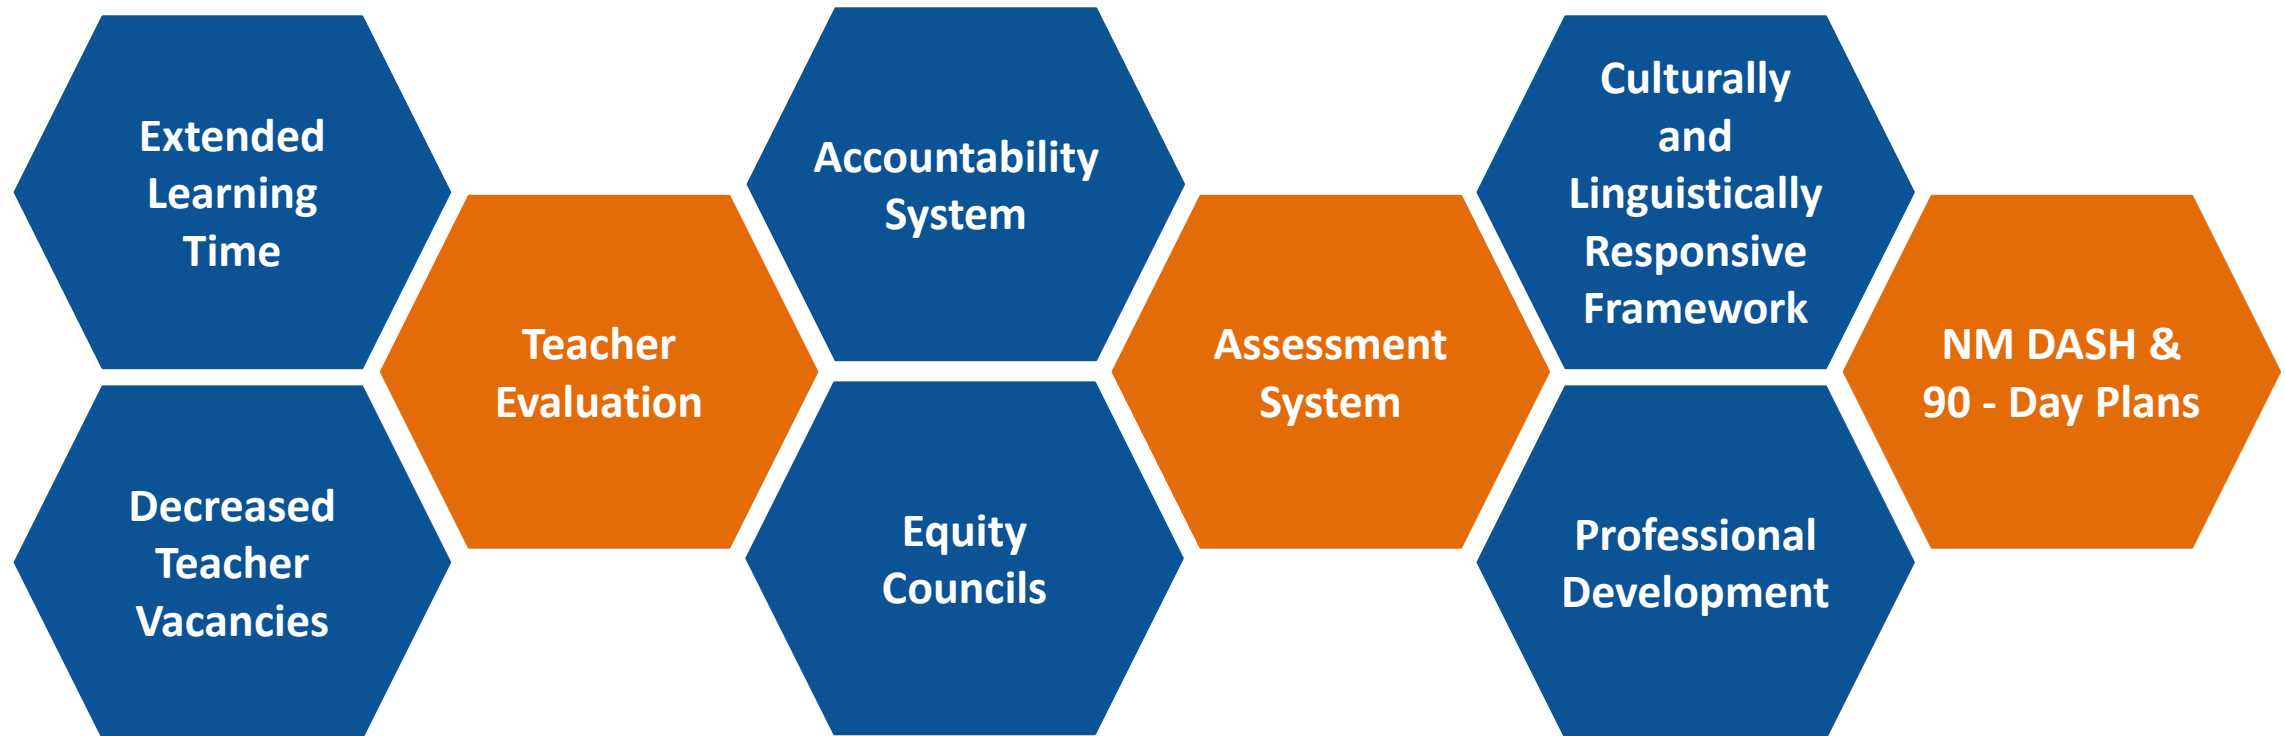 Extended
Learning
Time
Decreased
Teacher
Vacancies
Teacher
Evaluation
Accountability
System
Equity
Councils
Assessment
System
Culturally
and
Linguistically
Responsive
Framework
Professional
Development
NM DASH &
90 - Day Plans